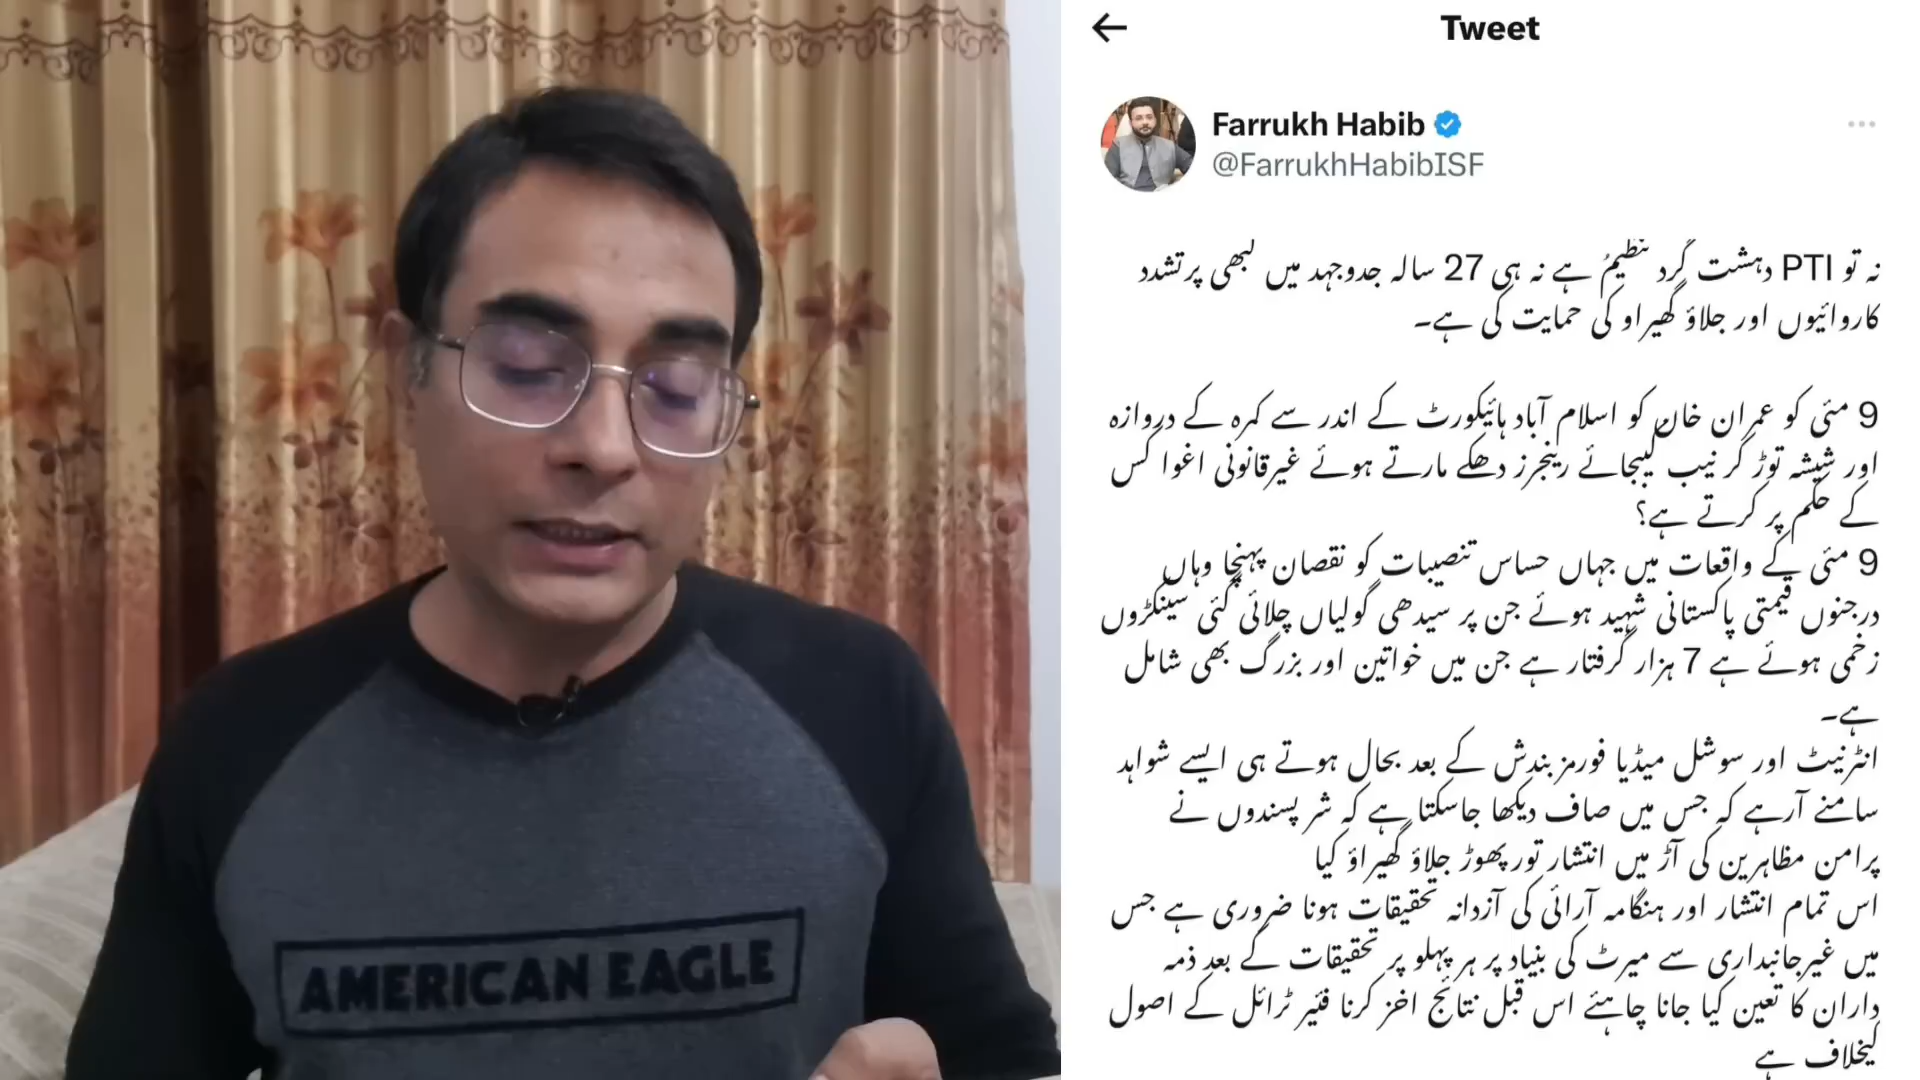 AMERICAN EAGLE
Tweet
Farrukh Habib
@FarrukhHabibISF
نہ تو PTI دہشت گرد تنظیم ہے نہ ہی 27 سالہ جدوجہد میں کبھی پرتشدد
کاروائیوں اور جلاؤ گھیراو کی حمایت کی ہے۔
9 مئی کو عمران خان کو اسلام آباد ہائیکورٹ کے اندر سے کمرہ کے دروازہ
اور شیشہ توڑ کر نیب کیبجائے رینجرز دھکے مارتے ہوئے غیرقانونی اغوا کس
کے حکم پر کرتے ہے؟
9 مئی کے واقعات میں جہاں حساس تنصیبات کو نقصان پہنچا وہاں
درجنوں قیمتی پاکستانی شہید ہوئے جن پر سیدھی گولیاں چلائی گئی سینکڑوں
زخمی ہوئے ہے 7 ہزار گرفتار ہے جن میں خواتین اور بزرگ بھی شامل
ہے۔
انٹرنیٹ اور سوشل میڈیا فورمز بندش کے بعد بحال ہوتے ہی ایسے شواہد
سامنے آرہے کہ جس میں صاف دیکھا جاسکتا ہے کہ شر پسندوں نے
پرامن مظاہرین کی آڑ میں انتشار تورپھوڑ جلاؤ گھیراؤ کیا
اس تمام انتشار اور ہنگامہ آرائی کی آزدانہ تحقیقات ہونا ضروری ہے جس
میں غیرجانبداری سے میرٹ کی بنیاد پر ہر پہلو پر تحقیقات کے بعد ذمہ
داران کا تعین کیا جانا چاہئے اس قبل نتائج اخز کرنا فئیر ٹرائل کے اصول
کیخلاف ہے